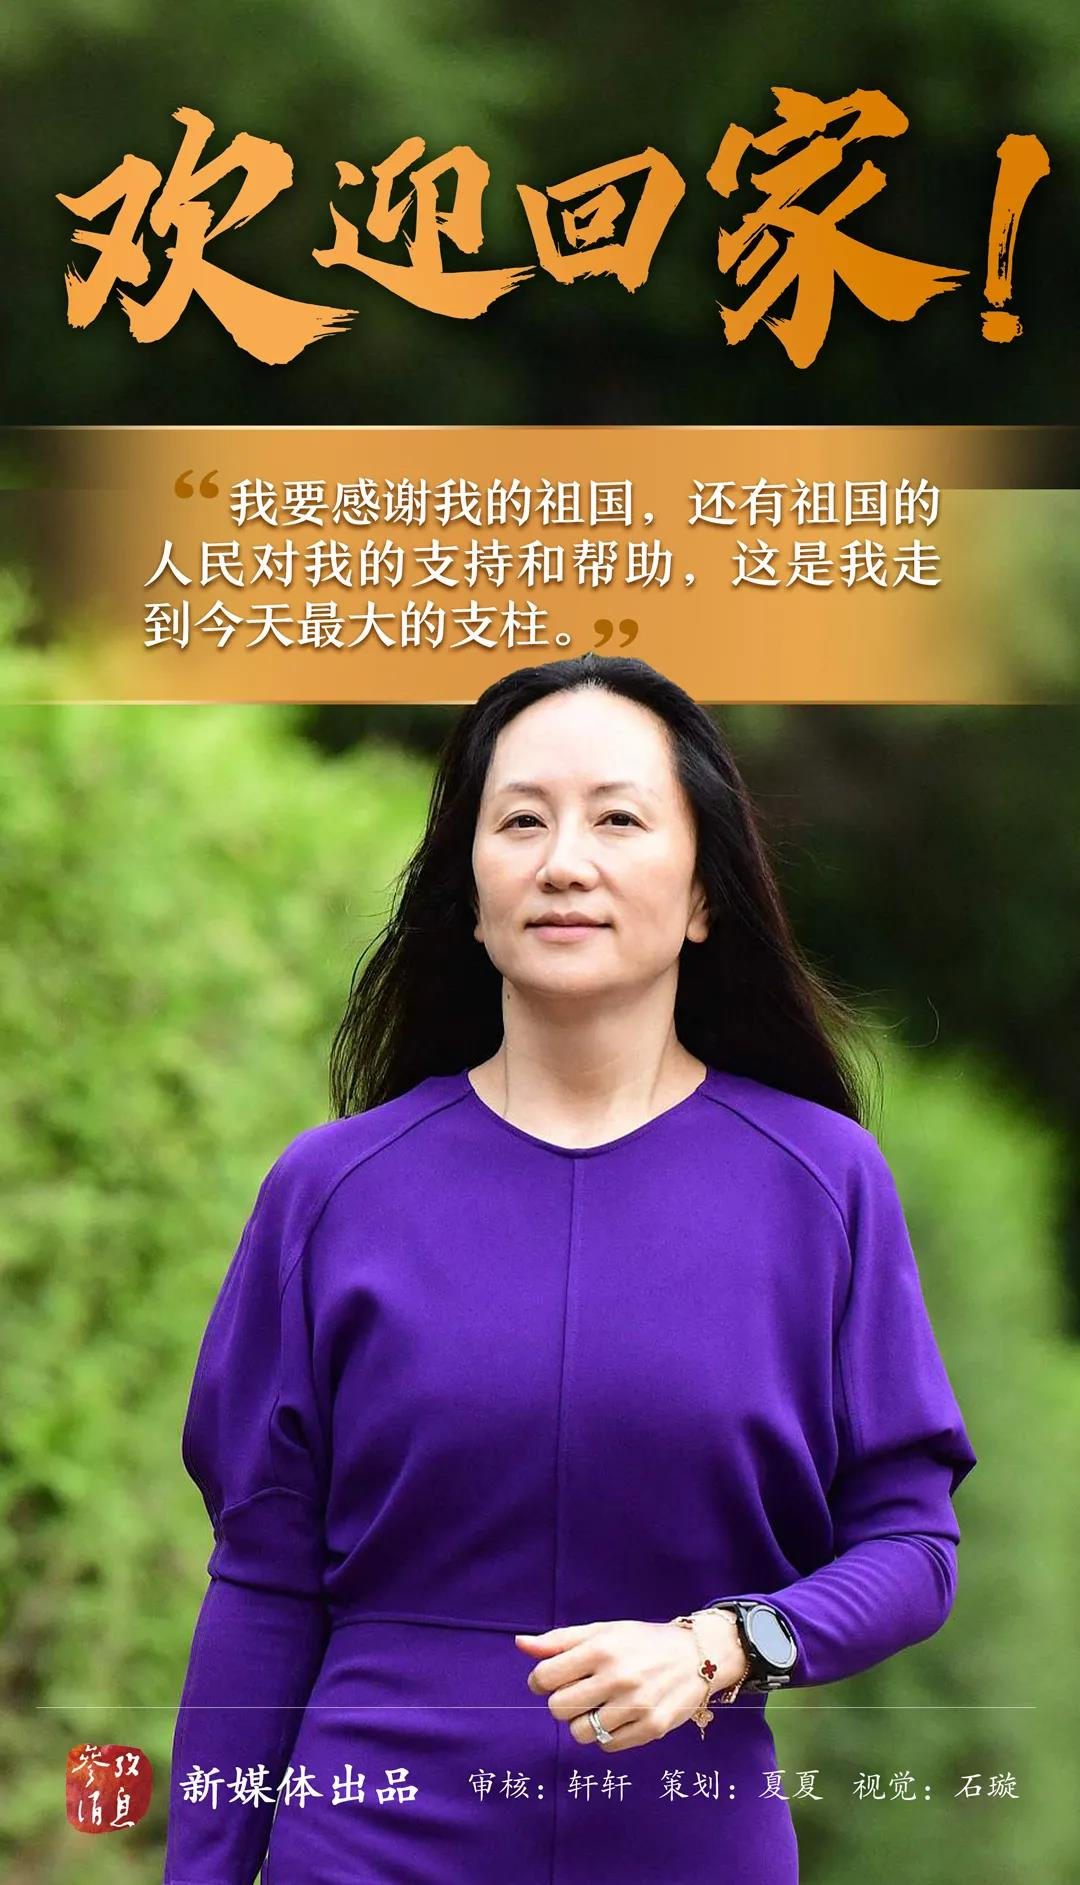 欢迎回家！
“我要感谢我的祖国，还有祖国的
人民对我的支持和帮助，这是我走
到今天最大的支柱。”
参考消息
新媒体出品 审核：轩轩 策划：夏夏 视觉：石璇